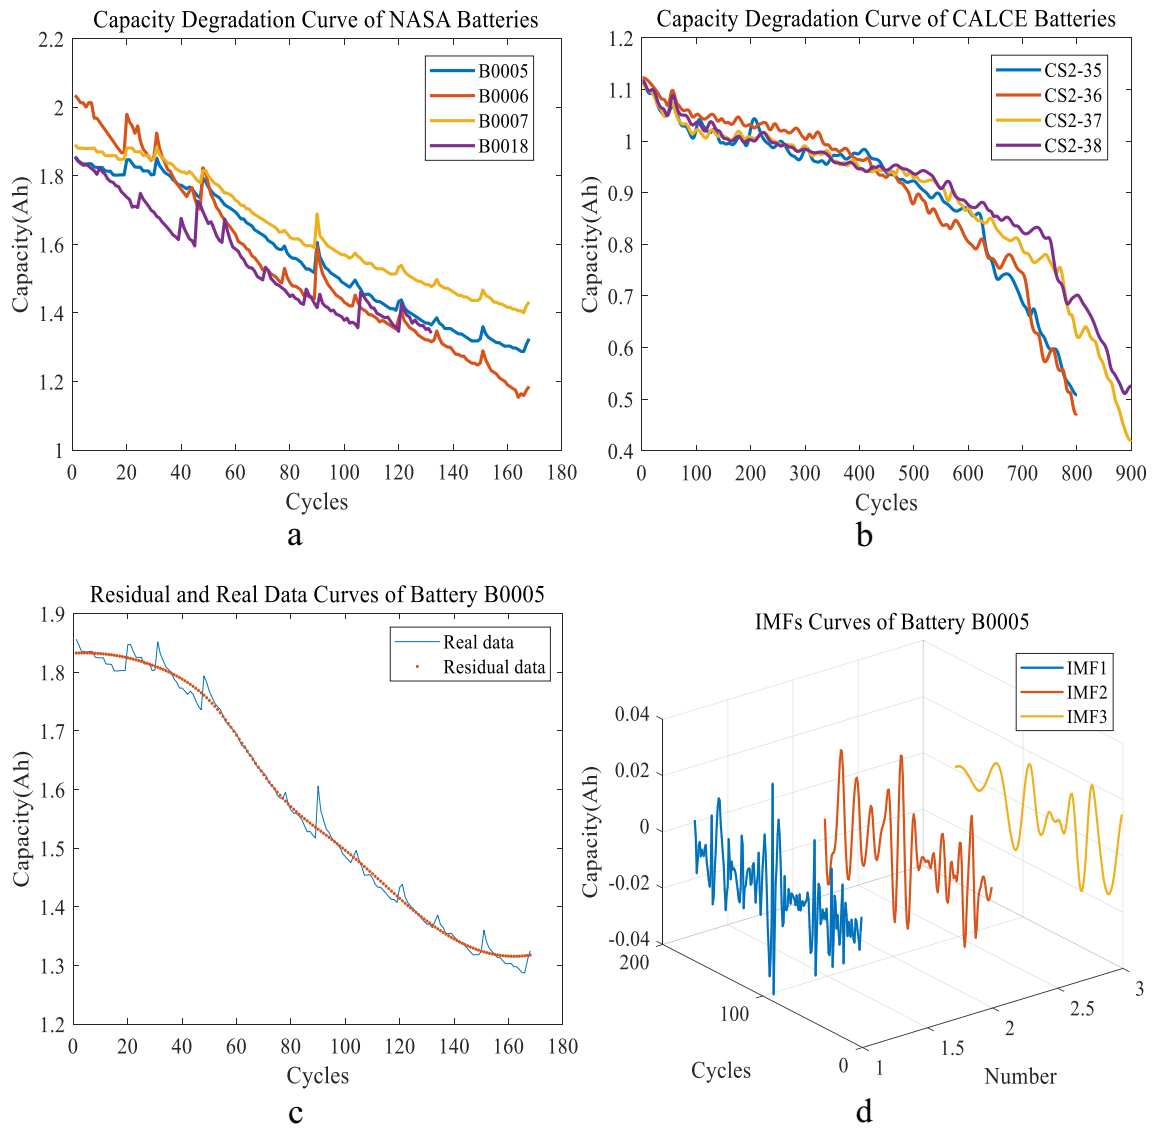 Capacity Degradation Curve of NASA Batteries
2.2
2
1.8
1.6
1.4
1.2
1
Capacity(Ah)
B0005
B0006
B0007
B0018
0 20 40 60 80 100 120 140 160 180
Cycles
a
Capacity Degradation Curve of CALCE Batteries
1.2
1.1
1
0.9
0.8
0.7
0.6
0.5
0.4
Capacity(Ah)
CS2-35
CS2-36
CS2-37
CS2-38
0 100 200 300 400 500 600 700 800 900
Cycles
b
Residual and Real Data Curves of Battery B0005
1.9
1.8
1.7
1.6
1.5
1.4
1.3
1.2
Capacity(Ah)
Real data
Residual data
0 20 40 60 80 100 120 140 160 180
Cycles
c
IMFs Curves of Battery B0005
IMF1
IMF2
IMF3
0.04
0.02
0
-0.02
-0.04
Capacity(Ah)
200
100
0
Cycles
1
1.5
2
2.5
3
Number
d